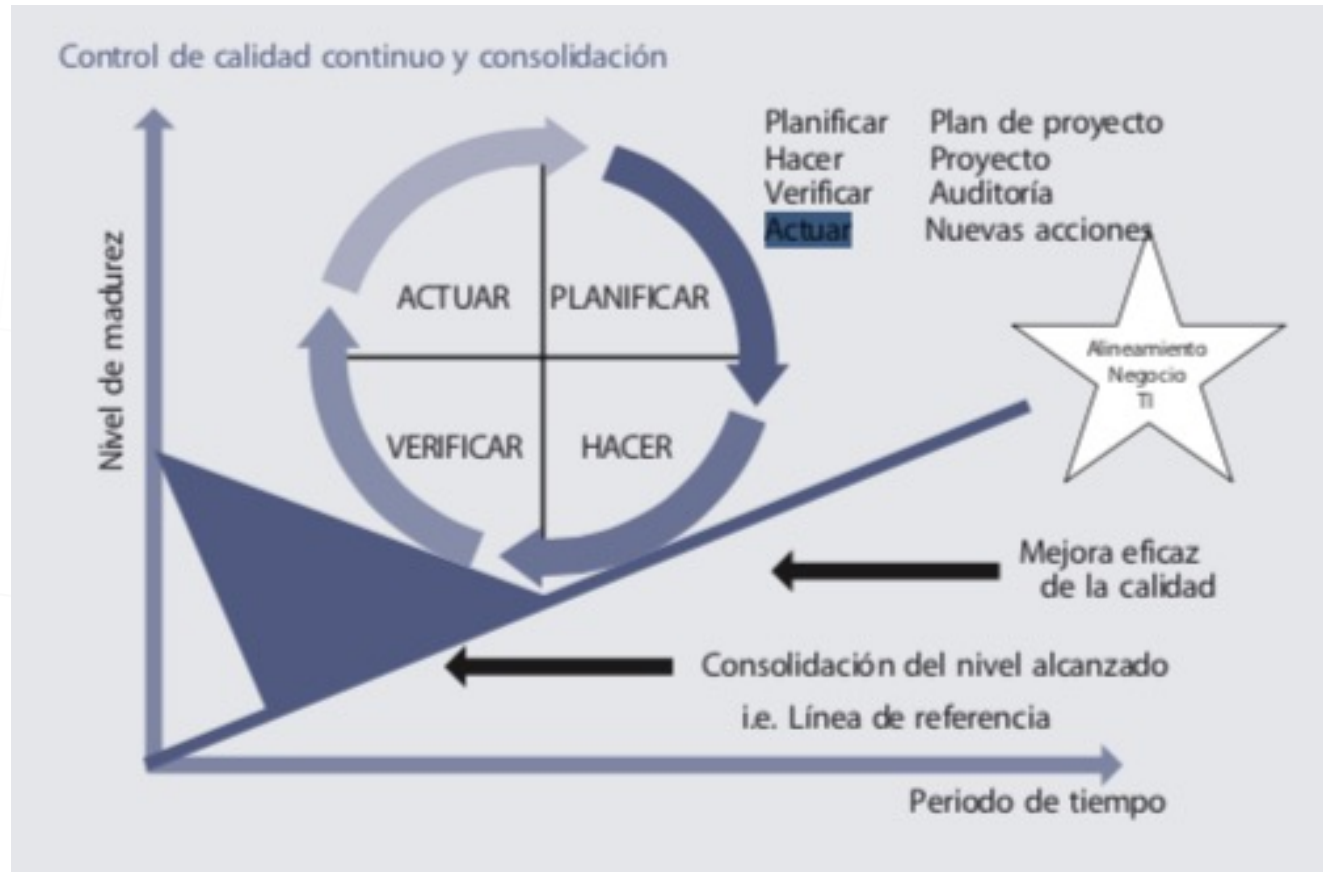 Control de calidad continuo y consolidación
Planificar Plan de proyecto
Hacer Proyecto
Verificar Auditoría
Actuar Nuevas acciones
Nivel de madurez
ACTUAR PLANIFICAR
VERIFICAR HACER
Alineamiento
Negocio
TI
Mejora eficaz
de la calidad
Consolidación del nivel alcanzado
i.e. Línea de referencia
Periodo de tiempo